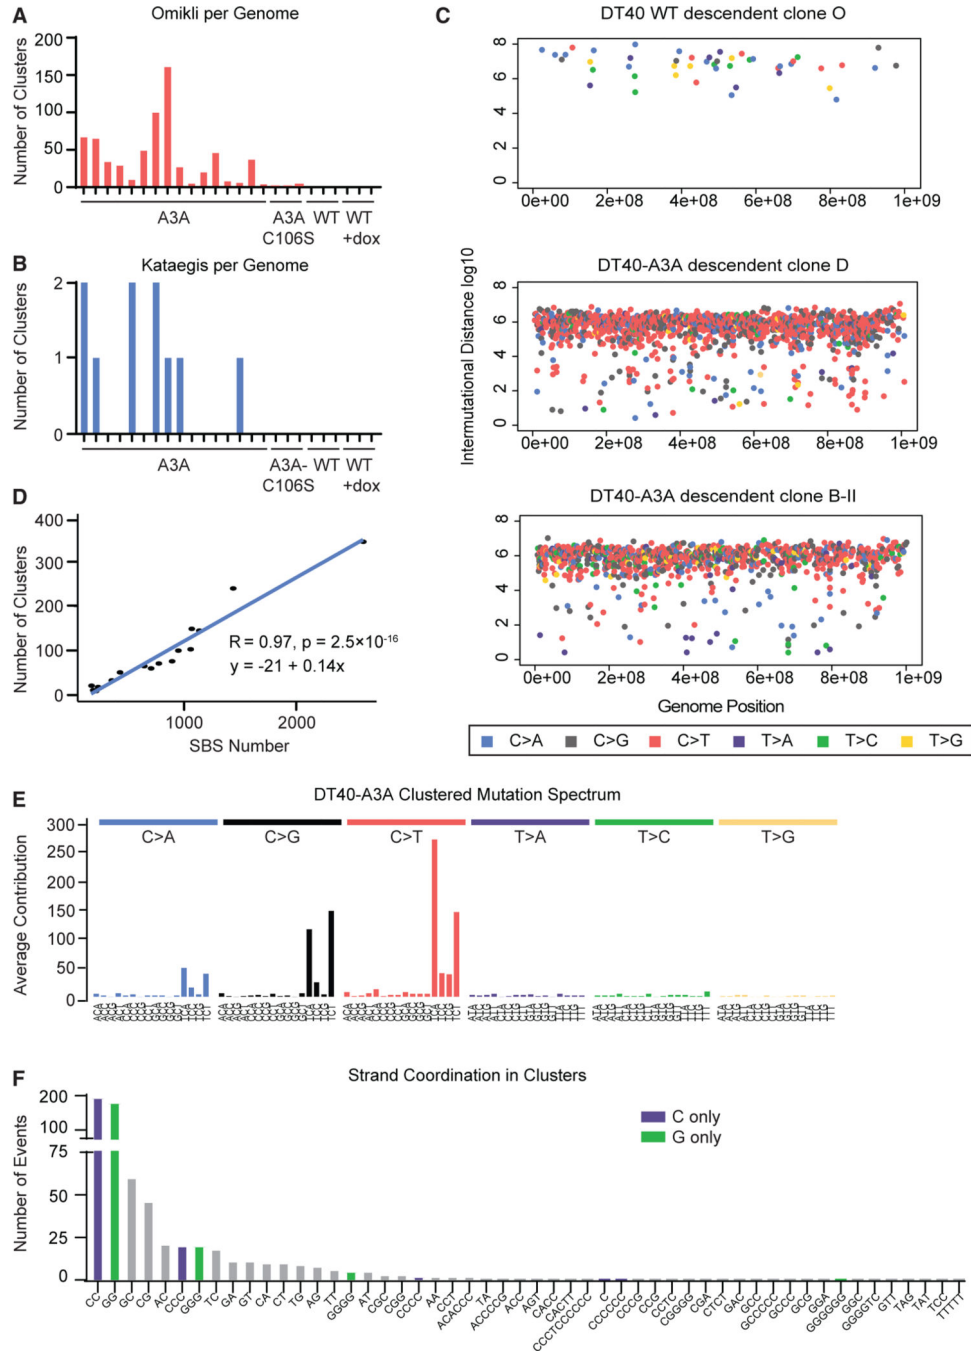 A
Omikli per Genome
Number of Clusters
200
150
100
50
0
A3A
A3A
C106S
WT
WT
+dox
B
Kataegis per Genome
Number of Clusters
2
1
0
A3A
A3A-
C106S
WT
WT
+dox
C
DT40 WT descendent clone O
8
6
4
2
0
0e+00 2e+08 4e+08 6e+08 8e+08 1e+09
Intermutational Distance log10
DT40-A3A descendent clone D
8
6
4
2
0
0e+00 2e+08 4e+08 6e+08 8e+08 1e+09
DT40-A3A descendent clone B-II
8
6
4
2
0
0e+00 2e+08 4e+08 6e+08 8e+08 1e+09
Genome Position
C>A C>G C>T T>A T>C T>G
D
Number of Clusters
400
300
200
100
0
R = 0.97, p = 2.5×10-16
y = -21 + 0.14x
1000 2000
SBS Number
E
DT40-A3A Clustered Mutation Spectrum
Average Contribution
300
250
200
150
100
50
0
C>A C>G C>T T>A T>C T>G
F
Strand Coordination in Clusters
Number of Events
200
100
75
50
25
0
C only
G only
CC GG GC CG AC CCC GGG TC GA GT CA CT TG AG TT GGGG AT CGC CGG CCCC AA CCT ACACCC TA ACCCG ACT AGT CACC CACTT CCCTCCCCCC CCCCCC CCCG CCG CCTC CGGGG CGA CTCT GAC GCC GCCCCC GCCC GCG GGA GGGGGG GGC GGGGTC GTT TAG TAT TCC TTTTT